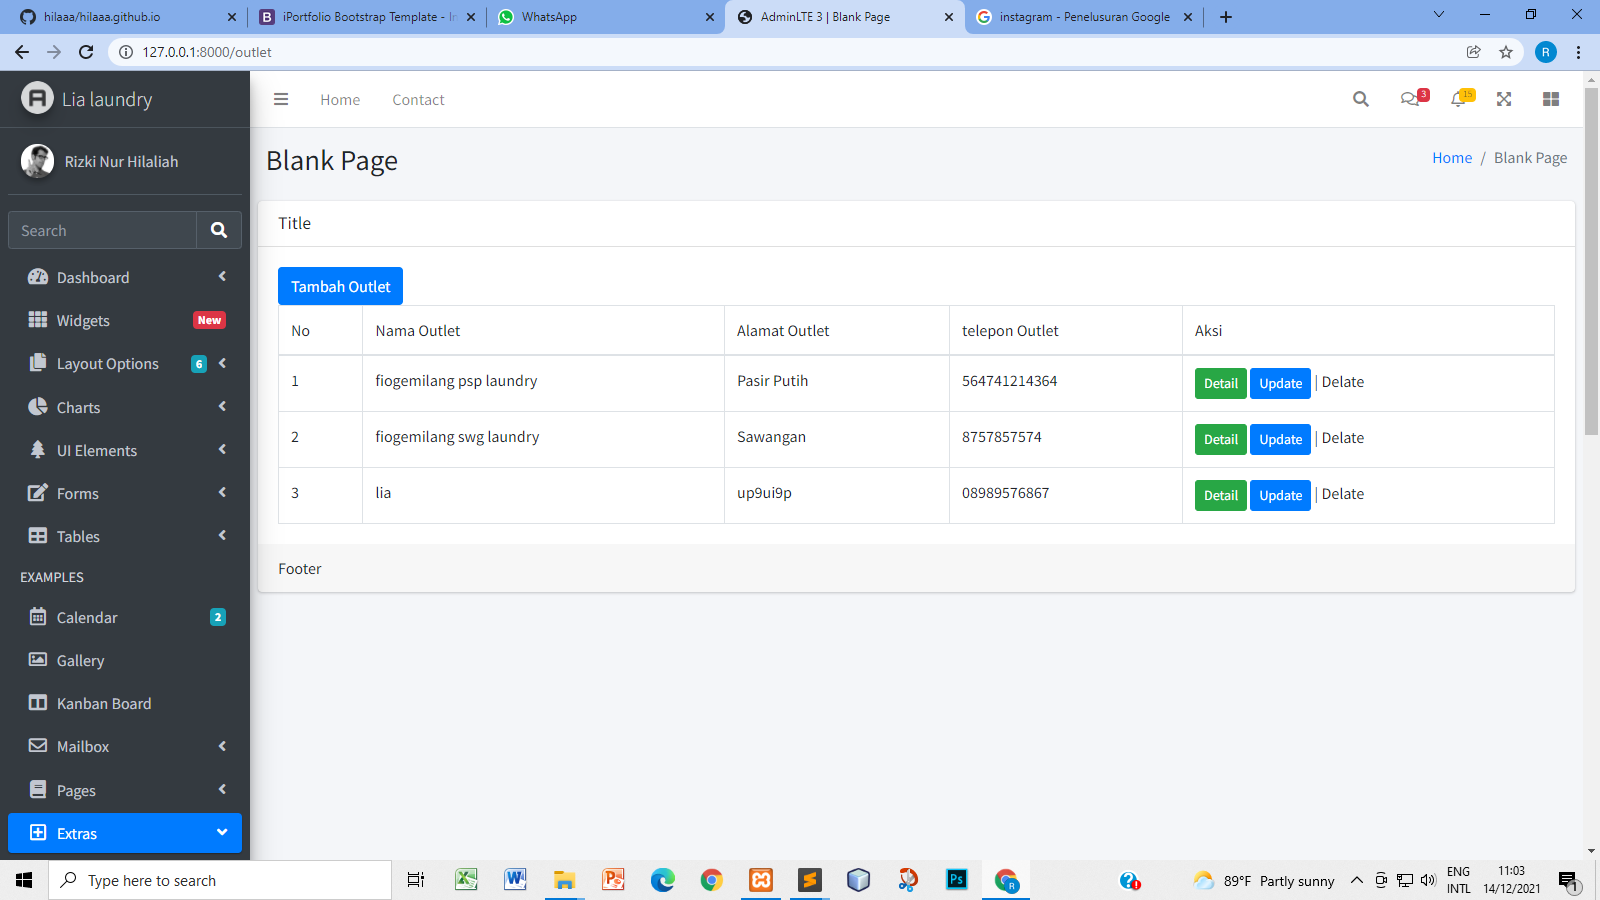 hilaaa/hilaaa.github.io
iPortfolio Bootstrap Template - In
WhatsApp
AdminLTE 3 | Blank Page
instagram - Penelusuran Google
127.0.0.1:8000/outlet
R
Lia laundry
Home
Contact
3
15
Rizki Nur Hilaliah
Blank Page
Home / Blank Page
Search
Title
Dashboard
Tambah Outlet
Widgets
New
No
Nama Outlet
Alamat Outlet
telepon Outlet
Aksi
Layout Options
6
1
fiogemilang psp laundry
Pasir Putih
564741214364
Detail Update | Delate
Charts
2
fiogemilang swg laundry
Sawangan
8757857574
Detail Update | Delate
UI Elements
3
lia
up9ui9p
08989576867
Detail Update | Delate
Forms
Tables
Footer
EXAMPLES
Calendar
2
Gallery
Kanban Board
Mailbox
Pages
Extras
Type here to search
89°F Partly sunny
ENG
INTL
11:03
14/12/2021
1